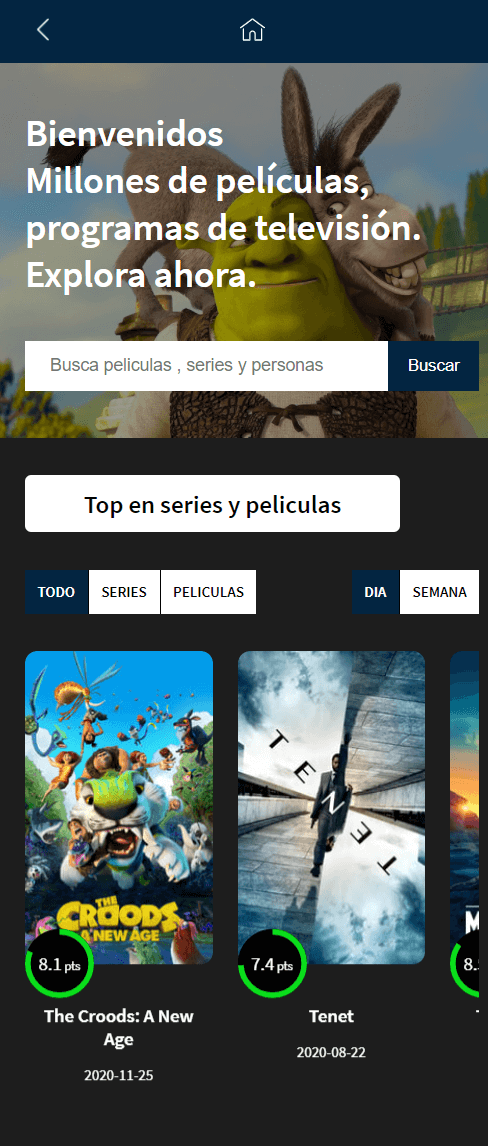 Bienvenidos
Millones de películas,
programas de televisión.
Explora ahora.
Busca peliculas , series y personas
Buscar
Top en series y peliculas
TODO SERIES PELICULAS
DIA SEMANA
TENET
THE
CROODS
A NEW AGE
M
8.1 pts
7.4 pts
The Croods: A New
Age
Tenet
2020-11-25
2020-08-22